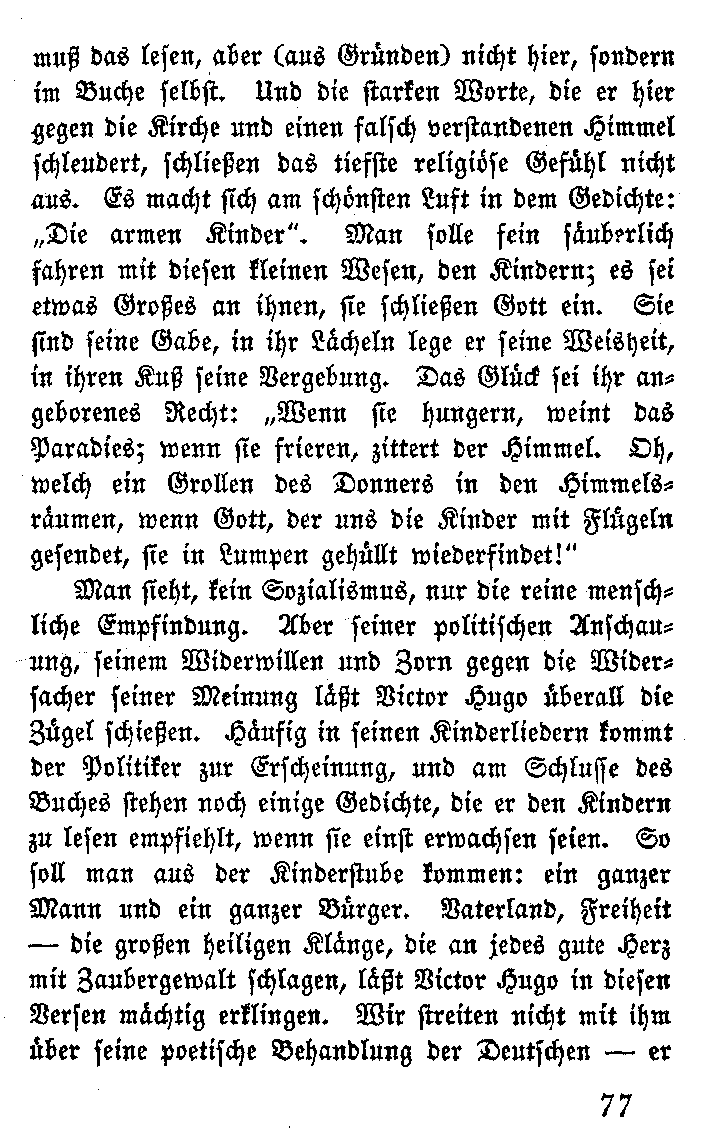 muß das lesen, aber (aus Gründen) nicht hier, sondern
im Buche selbst. Und die starken Worte, die er hier
gegen die Kirche und einen falsch verstandenen Himmel
schleudert, schließen das tiefste religiöse Gefühl nicht
aus. Es macht sich am schönsten Luft in dem Gedichte:
„Die armen Kinder“. Man solle fein säuberlich
fahren mit diesen kleinen Wesen, den Kindern; es sei
etwas Großes an ihnen, sie schließen Gott ein. Sie
sind seine Gabe, in ihr Lächeln lege er seine Weisheit,
in ihren Kuß seine Vergebung. Das Glück sei ihr an-
geborenes Recht: „Wenn sie hungern, weint das
Paradies; wenn sie frieren, zittert der Himmel. Oh,
welch ein Grollen des Donners in den Himmels-
räumen, wenn Gott, der uns die Kinder mit Flügeln
gesendet, sie in Lumpen gehüllt wiederfindet!“
Man sieht, kein Sozialismus, nur die reine mensch-
liche Empfindung. Aber seiner politischen Anschau-
ung, seinem Widerwillen und Zorn gegen die Wider-
sacher seiner Meinung läßt Victor Hugo überall die
Zügel schießen. Häufig in seinen Kinderliedern kommt
der Politiker zur Erscheinung, und am Schlusse des
Buches stehen noch einige Gedichte, die er den Kindern
zu lesen empfiehlt, wenn sie einst erwachsen seien. So
soll man aus der Kinderstube kommen: ein ganzer
Mann und ein ganzer Bürger. Vaterland, Freiheit
— die großen heiligen Klänge, die an jedes gute Herz
mit Zaubergewalt schlagen, läßt Victor Hugo in diesen
Versen mächtig erklingen. Wir streiten nicht mit ihm
über seine poetische Behandlung der Deutschen — er
77